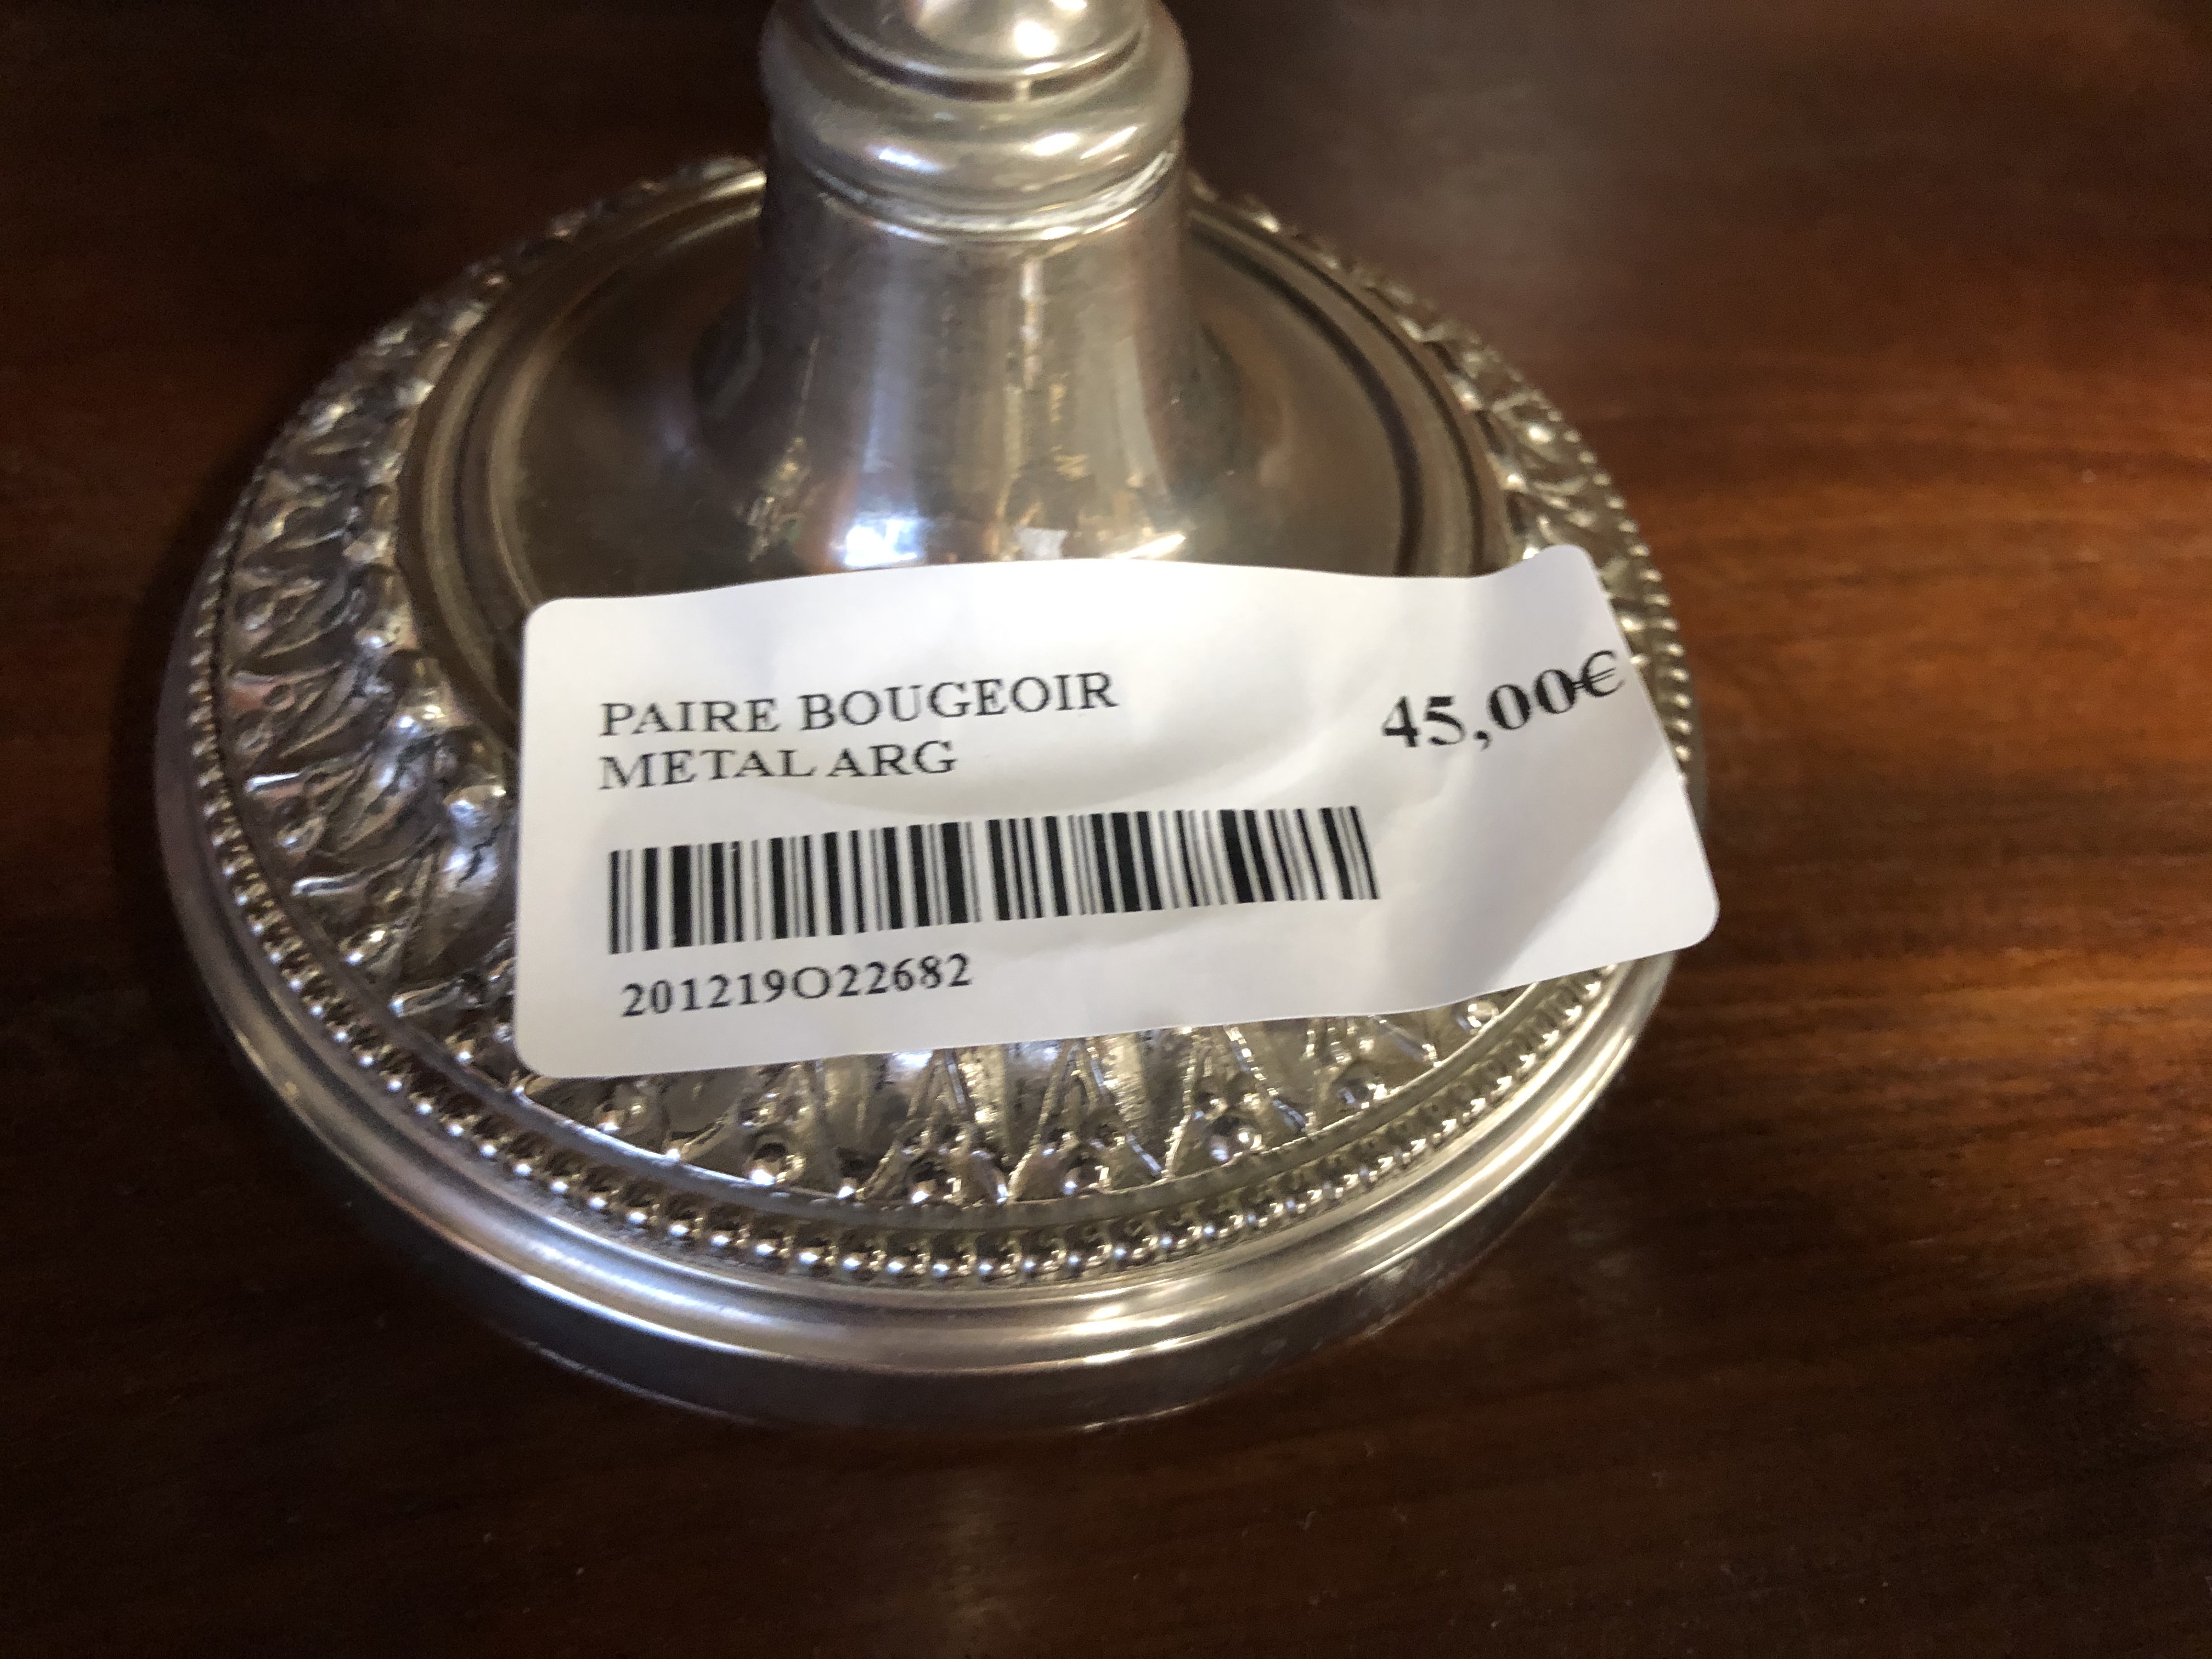 PAIRE BOUGEOIR
METAL ARG
45,00€
201219O22682